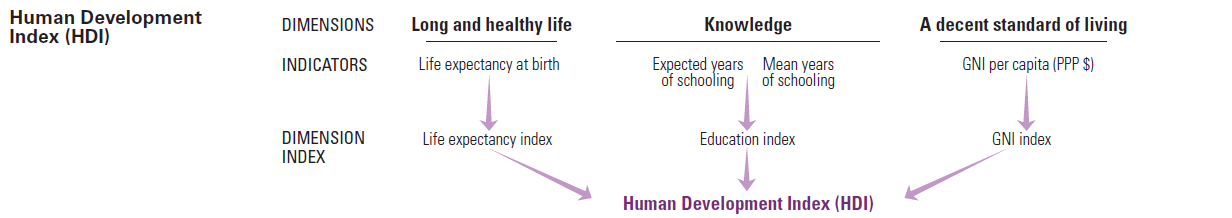 Human Development
Index (HDI)
DIMENSIONS
Long and healthy life
Knowledge
A decent standard of living
INDICATORS
Life expectancy at birth
Expected years
of schooling
Mean years
of schooling
GNI per capita (PPP $)
DIMENSION
INDEX
Life expectancy index
Education index
GNI index
Human Development Index (HDI)